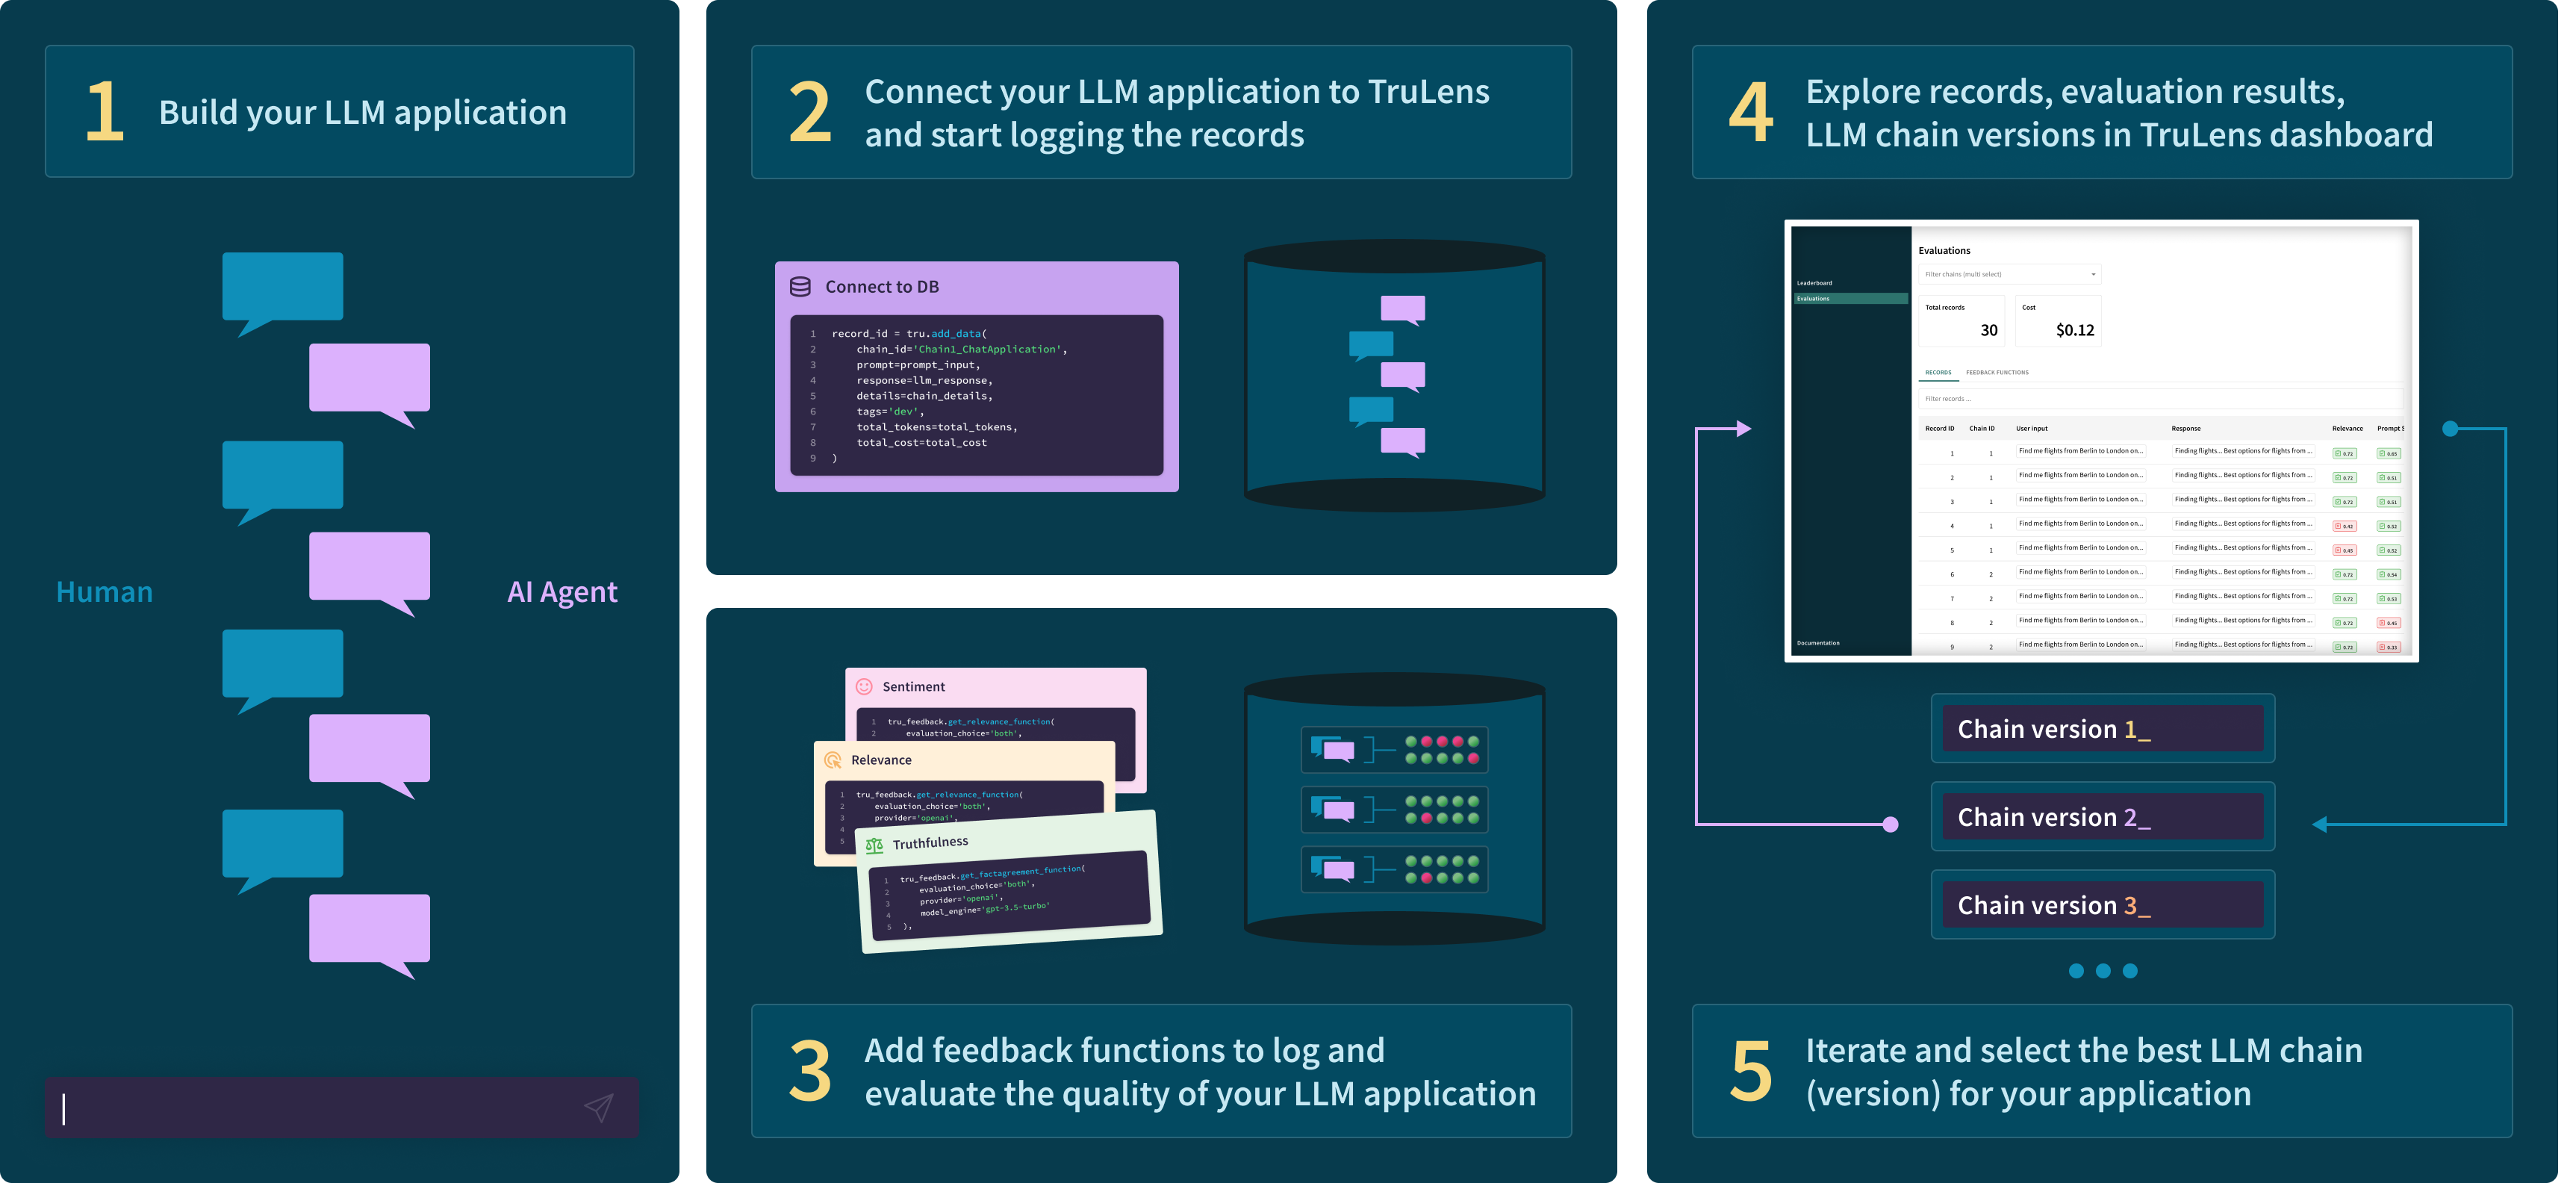 1
Build your LLM application
Human
AI Agent
2
Connect your LLM application to TruLens
and start logging the records
Connect to DB
1 record_id = tru.add_data(
2 chain_id='Chain1_ChatApplication',
3 prompt=prompt_input,
4 response=llm_response,
5 details=chain_details,
6 tags='dev',
7 total_tokens=total_tokens,
8 total_cost=total_cost
9 )
Sentiment
1 tru_feedback.get_relevance_function(
2 evaluation_choice='both',
Relevance
1 tru_feedback.get_relevance_function(
2 evaluation_choice='both',
3 provider='openai',
4
5
Truthfulness
1 tru_feedback.get_factagreement_function(
2 evaluation_choice='both',
3 provider='openai',
4 model_engine='gpt-3.5-turbo'
5 ),
3
Add feedback functions to log and
evaluate the quality of your LLM application
4
Explore records, evaluation results,
LLM chain versions in TruLens dashboard
Leaderboard
Evaluations
Documentation
Evaluations
Filter chains (multi select)
Total records
30
Cost
$0.12
RECORDS FEEDBACK FUNCTIONS
Filter records ...
Record ID Chain ID User input Response Relevance Prompt S
1 1 Find me flights from Berlin to London on... Finding flights... Best options for flights from ... 0.72 0.65
2 1 Find me flights from Berlin to London on... Finding flights... Best options for flights from ... 0.72 0.51
3 1 Find me flights from Berlin to London on... Finding flights... Best options for flights from ... 0.72 0.51
4 1 Find me flights from Berlin to London on... Finding flights... Best options for flights from ... 0.42 0.52
5 1 Find me flights from Berlin to London on... Finding flights... Best options for flights from ... 0.45 0.52
6 2 Find me flights from Berlin to London on... Finding flights... Best options for flights from ... 0.72 0.54
7 2 Find me flights from Berlin to London on... Finding flights... Best options for flights from ... 0.72 0.53
8 2 Find me flights from Berlin to London on... Finding flights... Best options for flights from ... 0.72 0.45
9 2 Find me flights from Berlin to London on... Finding flights... Best options for flights from ... 0.72 0.33
Chain version 1_
Chain version 2_
Chain version 3_
5
Iterate and select the best LLM chain
(version) for your application